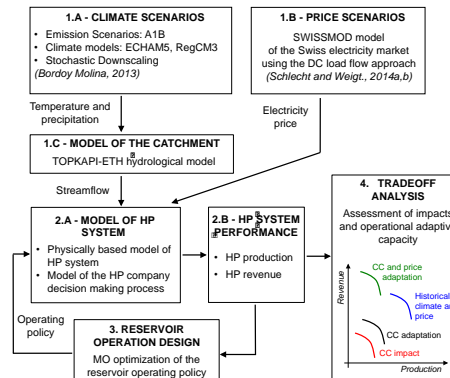 1.A - CLIMATE SCENARIOS
• Emission Scenarios: A1B
• Climate models: ECHAM5, RegCM3
• Stochastic Downscaling
(Bordoy Molina, 2013)
1.B - PRICE SCENARIOS
SWISSMOD model
of the Swiss electricity market
using the DC load flow approach
(Schlecht and Weigt., 2014a,b)
Temperature and
precipitation
Electricity
price
1.C - MODEL OF THE CATCHMENT
TOPKAPI-ETH hydrological model
Streamflow
2.A - MODEL OF HP
SYSTEM
• Physically based model of
HP system
• Model of the HP company
decision making process
2.B - HP SYSTEM
PERFORMANCE
• HP production
• HP revenue
Operating
policy
3. RESERVOIR
OPERATION DESIGN
MO optimization of the
reservoir operating policy
4. TRADEOFF
ANALYSIS
Assessment of impacts
and operational adaptive
capacity
Revenue
CC and price
adaptation
Historical
climate and
price
CC adaptation
CC impact
Production